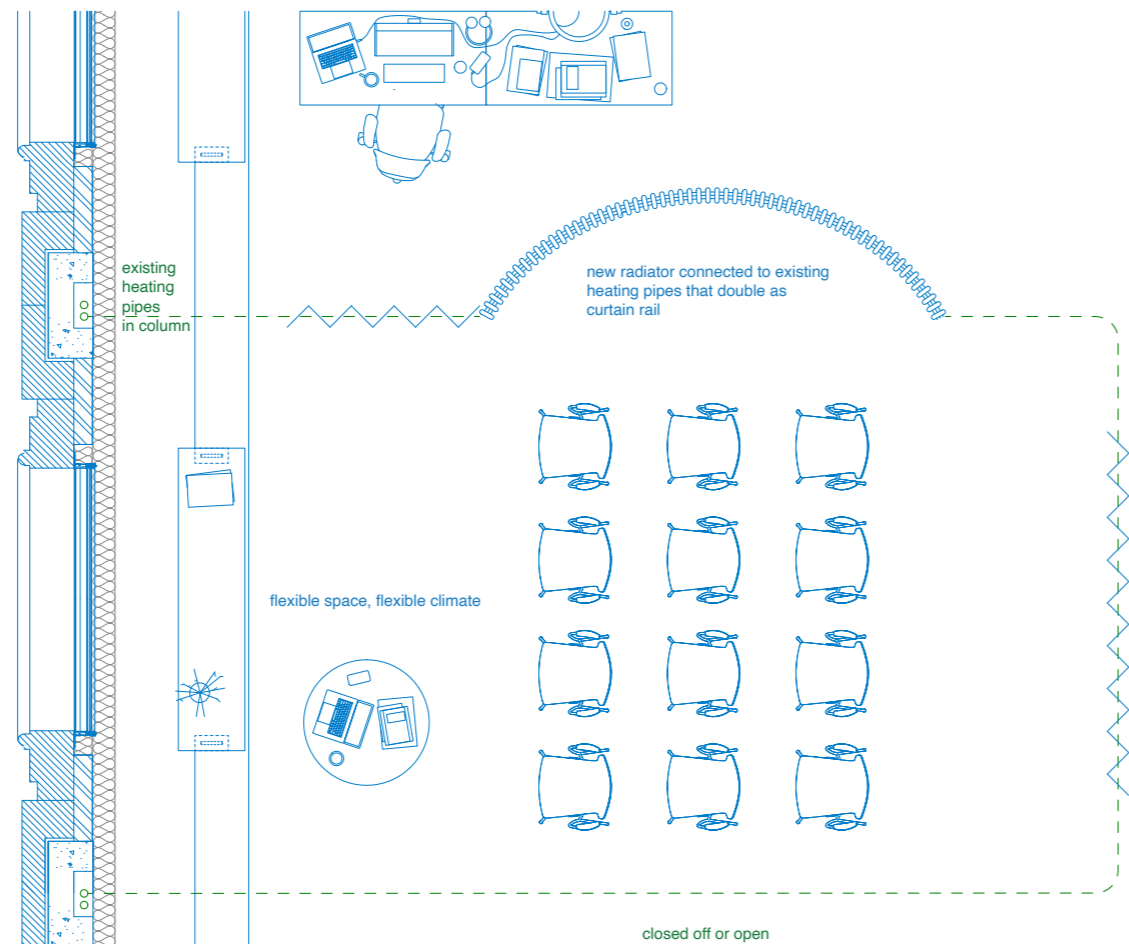 existing
heating
pipes
in column
new radiator connected to existing
heating pipes that double as
curtain rail
flexible space, flexible climate
closed off or open